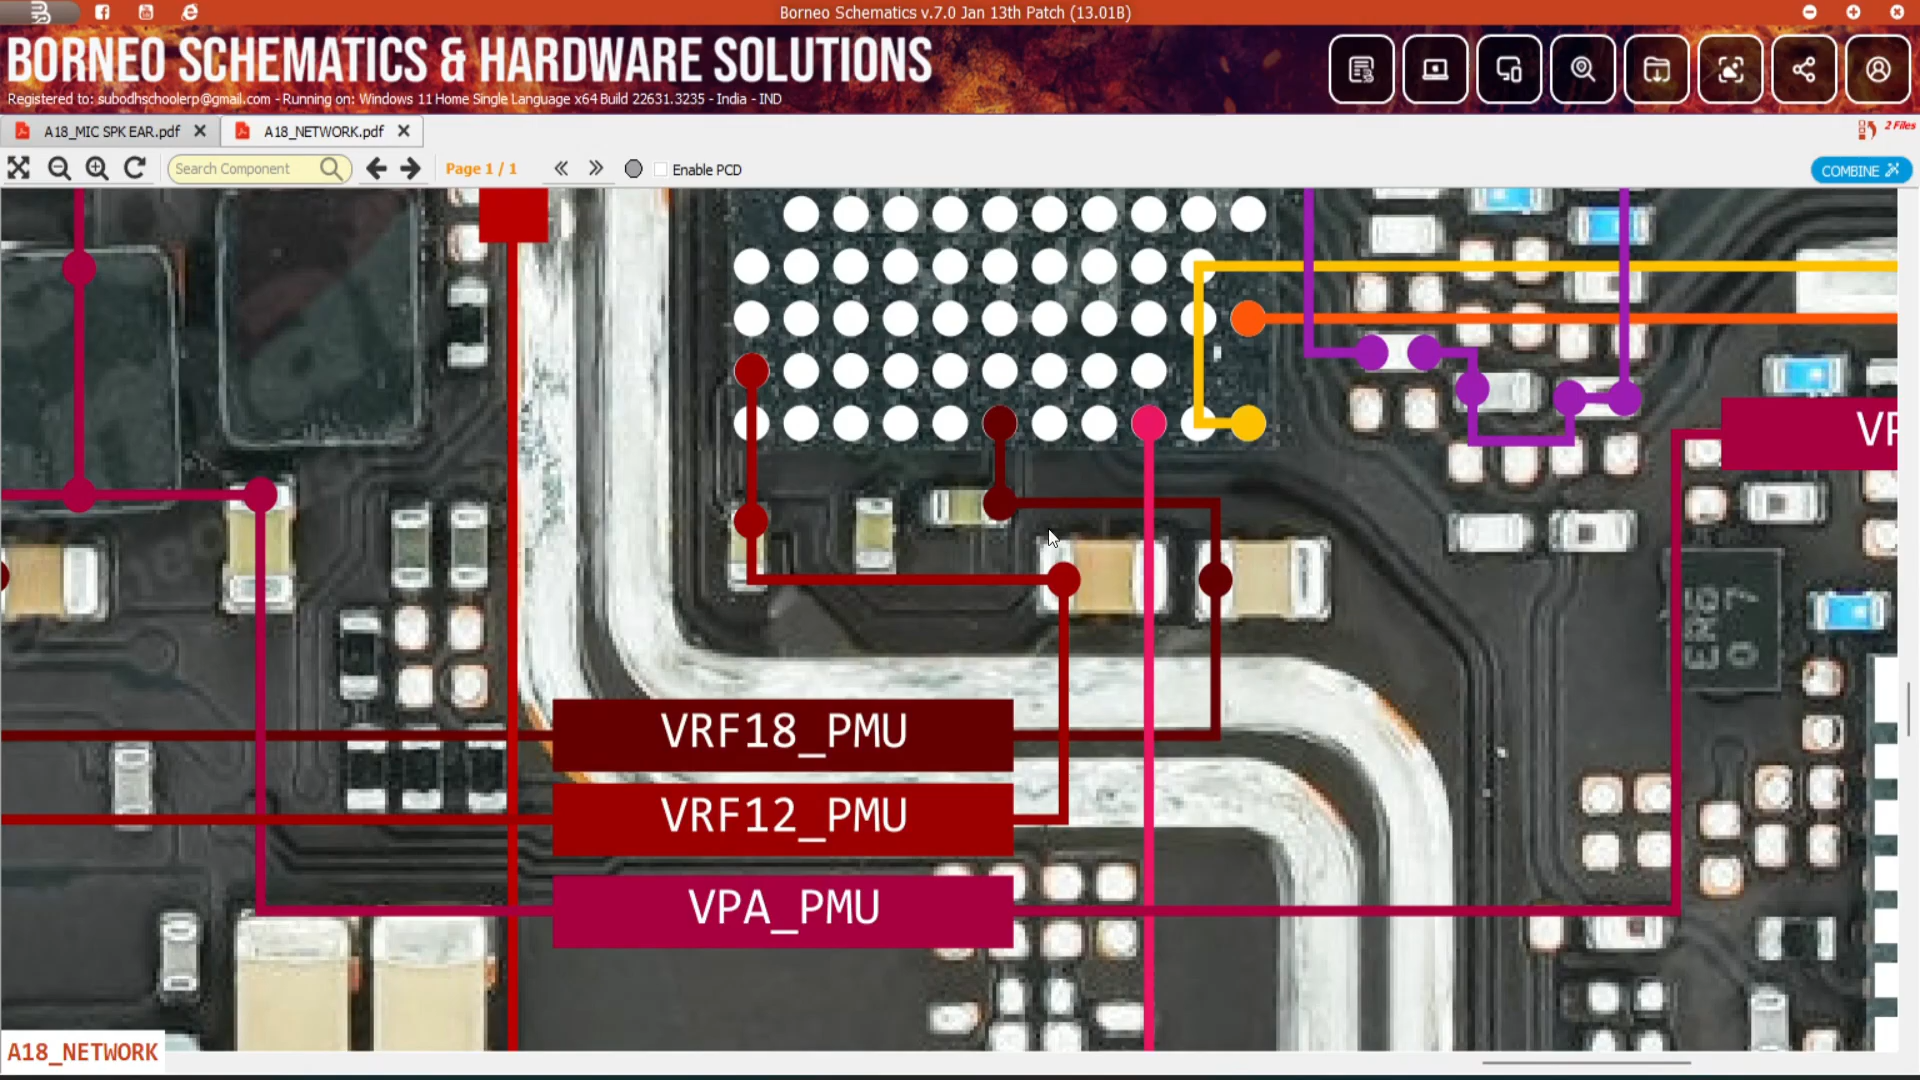 Borneo Schematics v.7.0 Jan 13th Patch (13.01B)
BORNEO SCHEMATICS & HARDWARE SOLUTIONS
Registered to: subodhschoolerp@gmail.com - Running on: Windows 11 Home Single Language x64 Build 22631.3235 - India - IND
A18_MIC SPK EAR.pdf
A18_NETWORK.pdf
2 Files
Search Component
Page 1 / 1
Enable PCD
COMBINE
VRF18_PMU
VRF12_PMU
VPA_PMU
A18_NETWORK